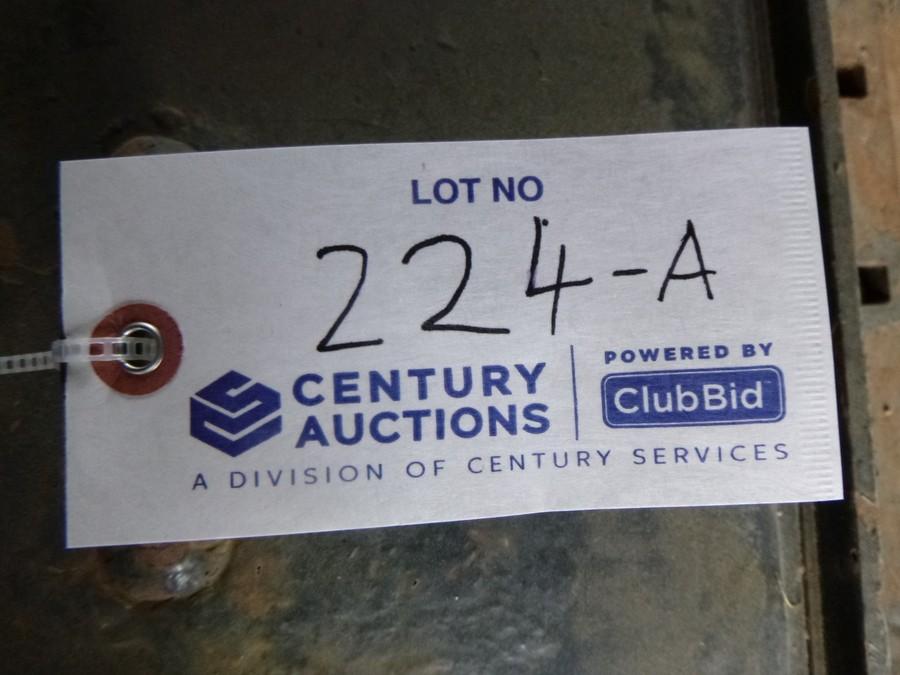 LOT NO
224-A
CENTURY
AUCTIONS
POWERED BY
ClubBid
A DIVISION OF CENTURY SERVICES